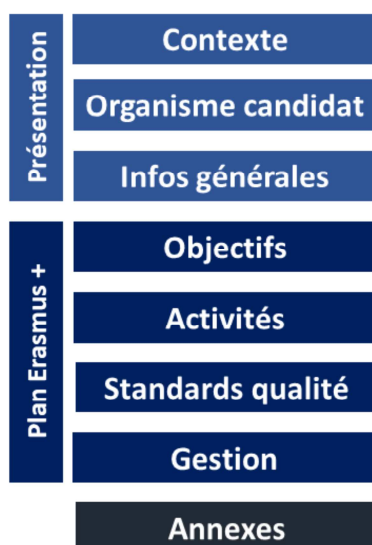 Présentation
Contexte
Organisme candidat
Infos générales
Plan Erasmus +
Objectifs
Activités
Standards qualité
Gestion
Annexes